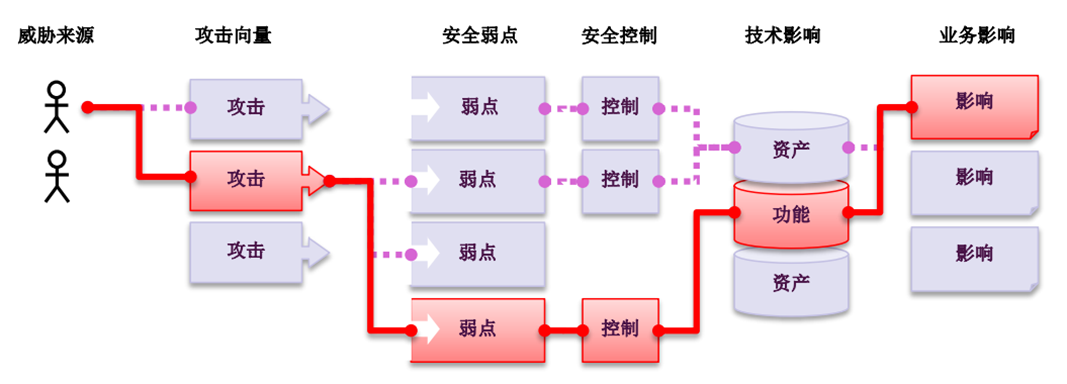 威胁来源 攻击向量 安全弱点 安全控制 技术影响 业务影响
攻击 弱点 控制 资产 影响
攻击 弱点 控制 功能 影响
攻击 弱点 资产 影响
弱点 控制